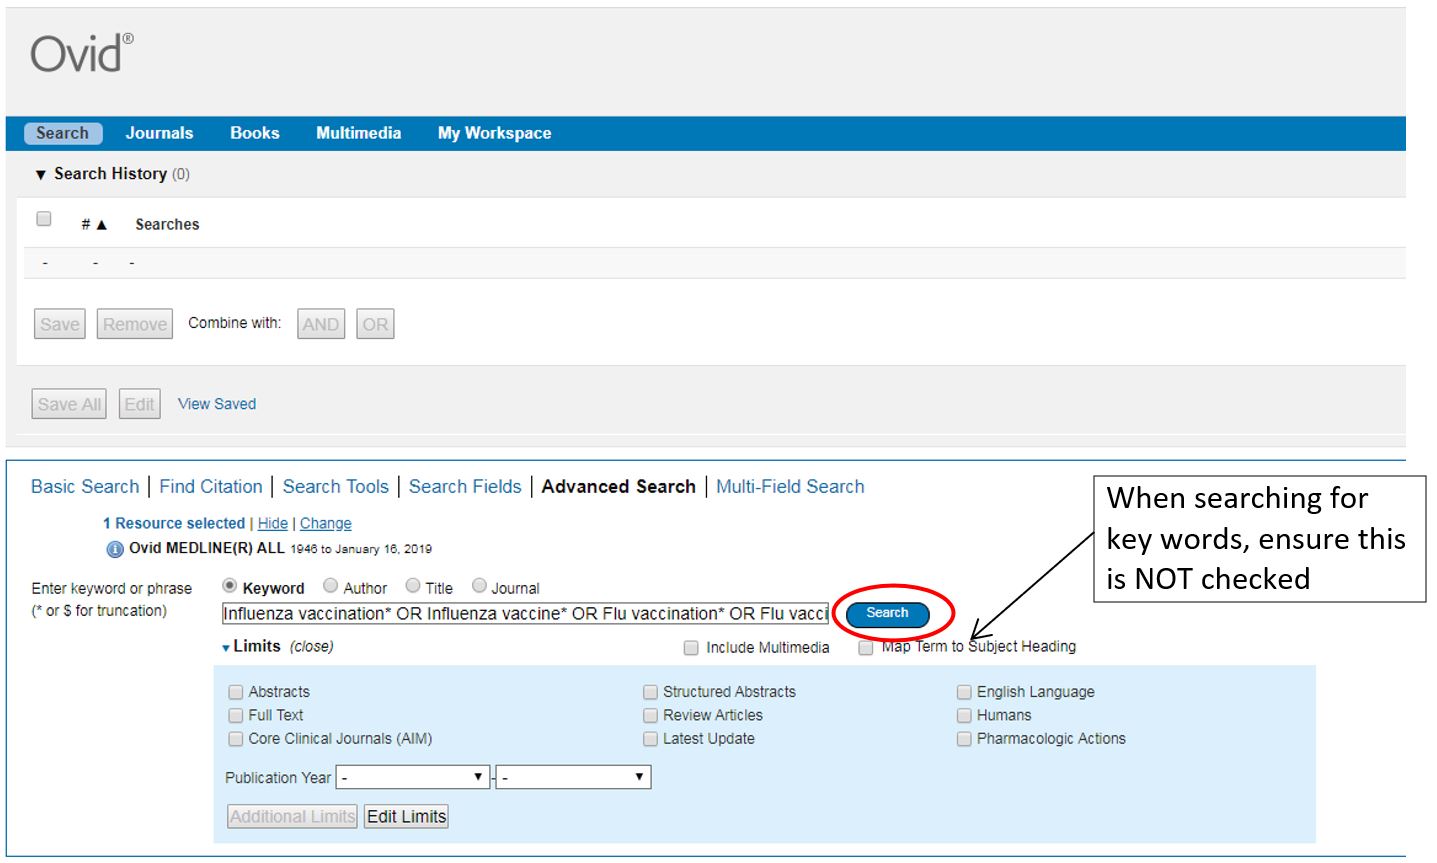 Ovid®
Search Journals Books Multimedia My Workspace
▼ Search History (0)
# ▲ Searches
- - -
Save Remove Combine with: AND OR
Save All Edit View Saved
Basic Search | Find Citation | Search Tools | Search Fields | Advanced Search | Multi-Field Search
1 Resource selected | Hide | Change
Ovid MEDLINE(R) ALL 1946 to January 16, 2019
When searching for
key words, ensure this
is NOT checked
Enter keyword or phrase
(* or $ for truncation)
Keyword Author Title Journal
Influenza vaccination* OR Influenza vaccine* OR Flu vaccination* OR Flu vacci
Search
▼ Limits (close) Include Multimedia Map Term to Subject Heading
Abstracts Structured Abstracts English Language
Full Text Review Articles Humans
Core Clinical Journals (AIM) Latest Update Pharmacologic Actions
Publication Year - ▼ - - ▼
Additional Limits Edit Limits